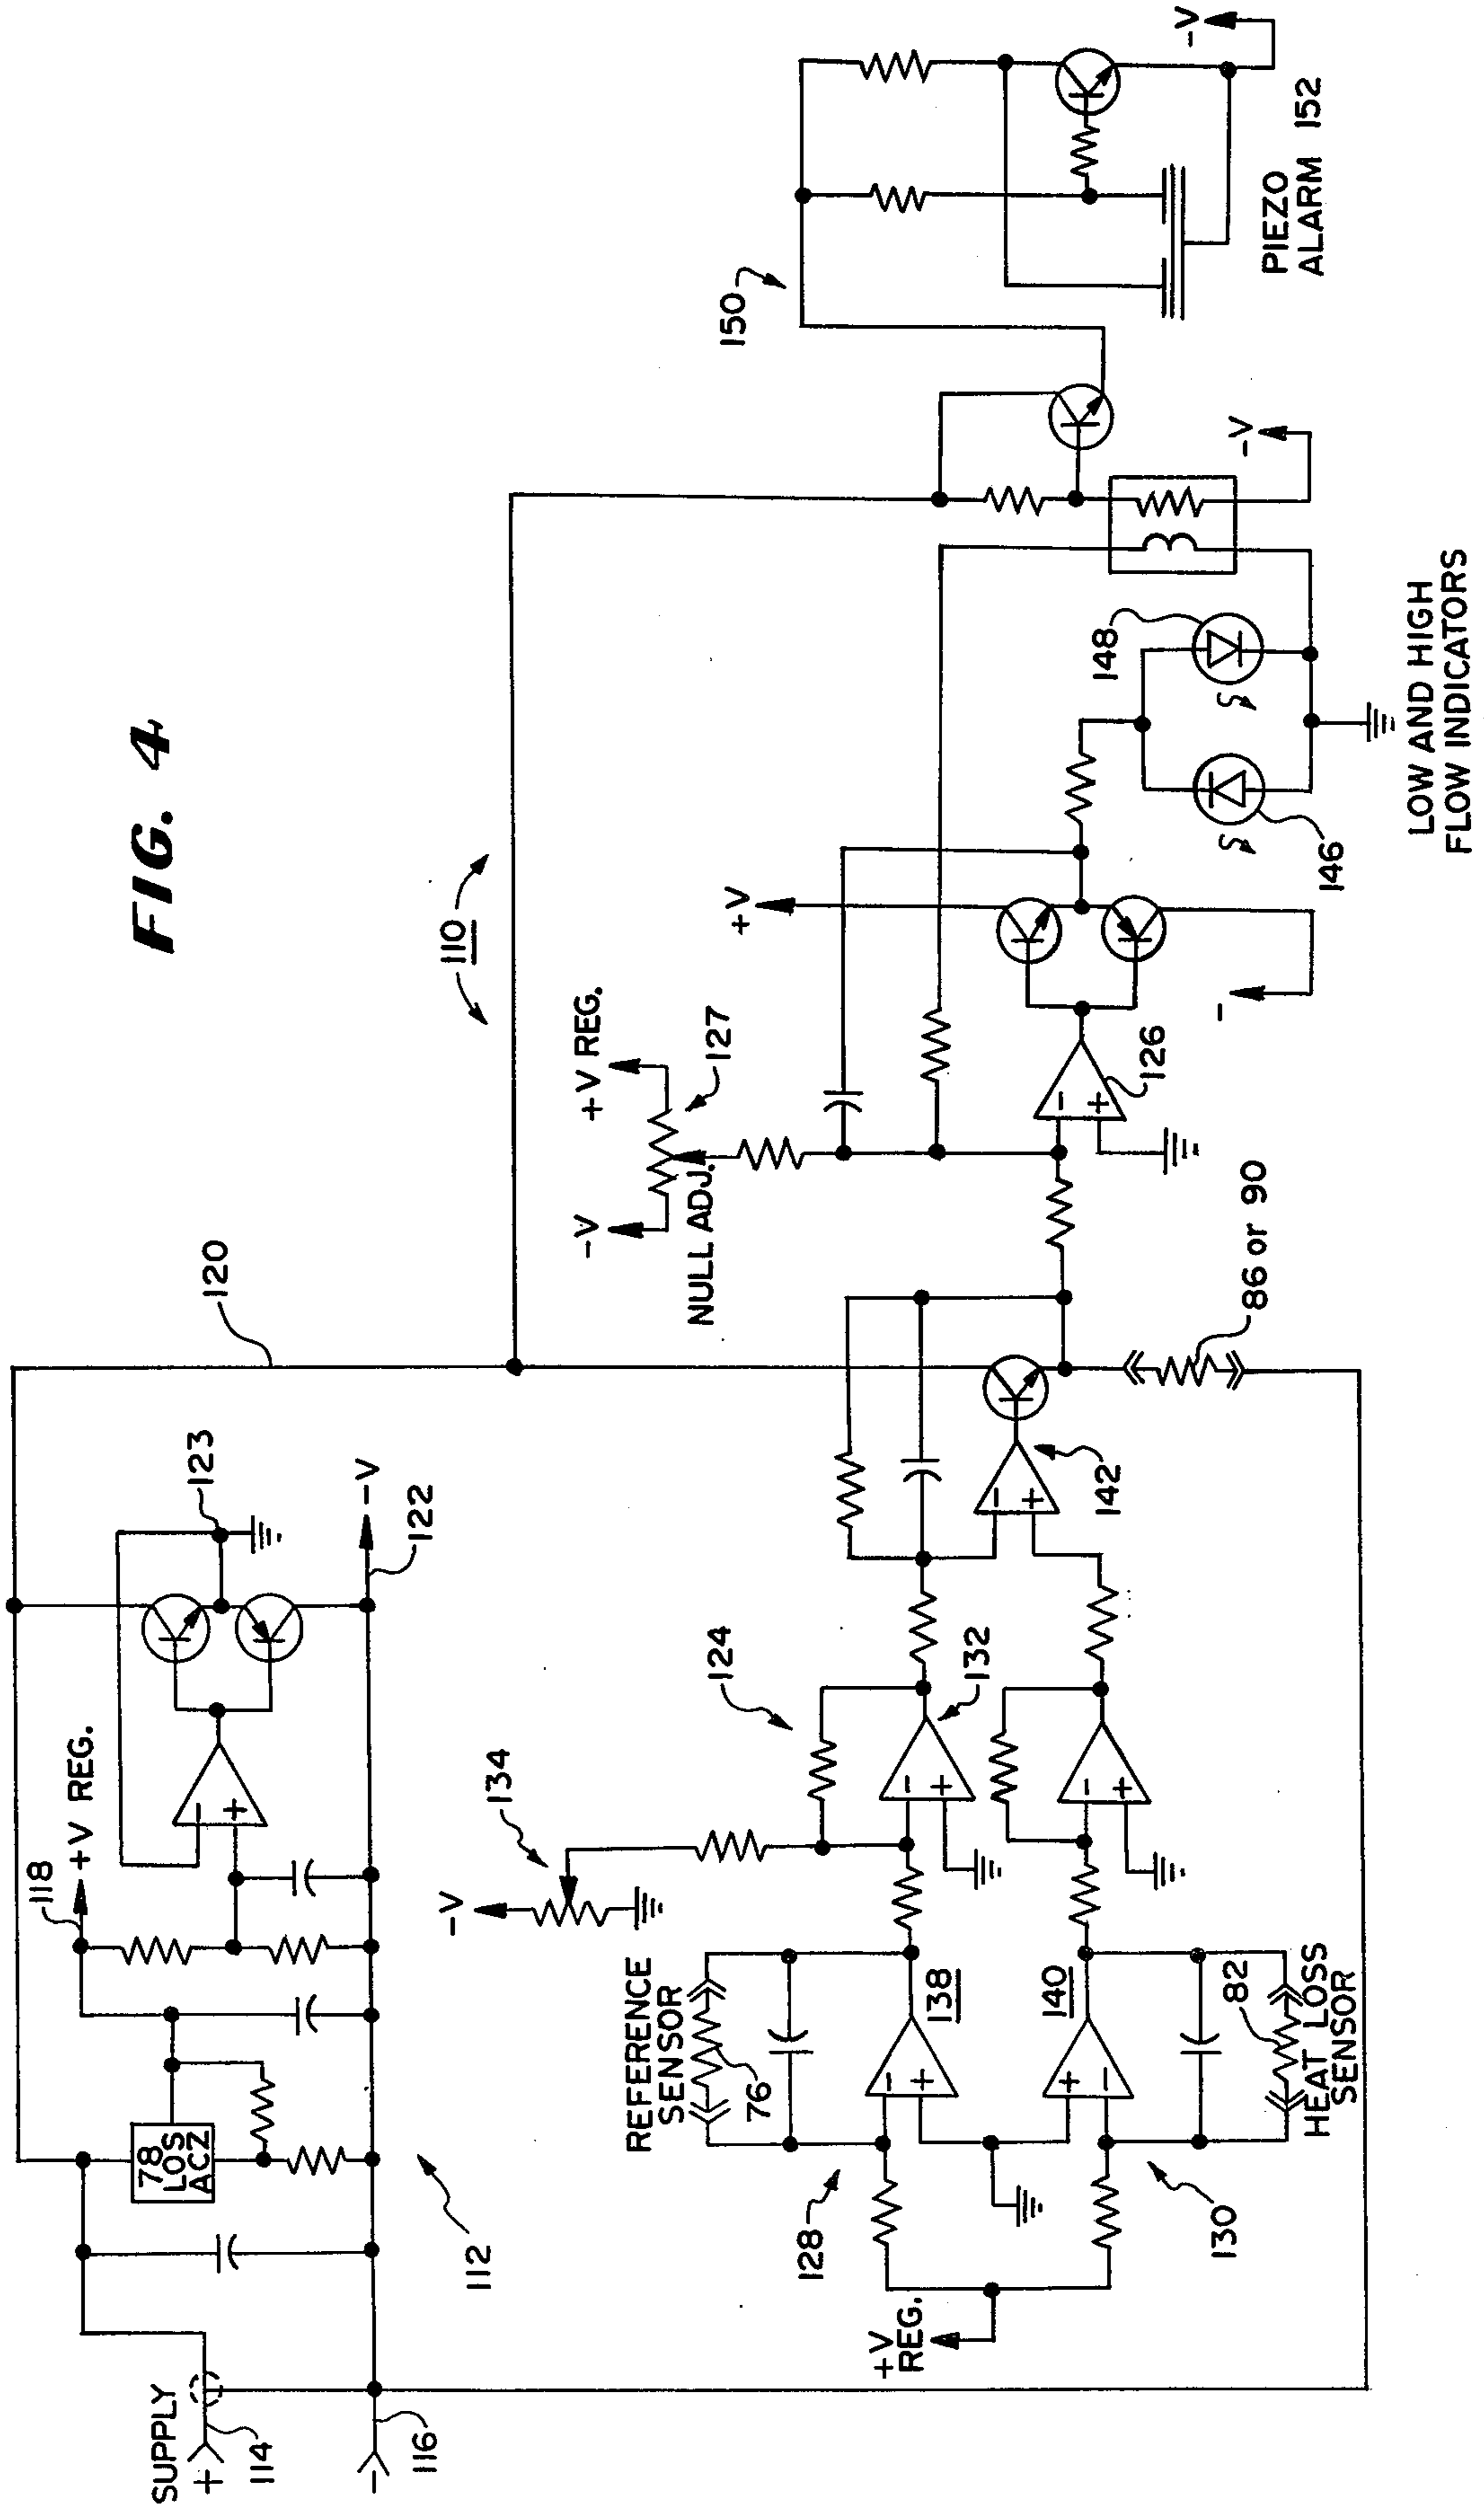 FIG. 4
SUPPLY
+
114
-
116
112
78
LOS
ACZ
118
+V REG.
123
-V
122
120
110
134
-V
124
132
REFERENCE
SENSOR
76
128
138
140
130
+V
REG.
HEAT LOSS
82
SENSOR
142
86 or 90
-V
+V REG.
127
NULL ADJ.
126
+V
-
146
148
LOW AND HIGH
FLOW INDICATORS
-V
150
PIEZO
ALARM 152
-V
-
+
-
+
-
+
-
+
+
-
-
+
-
+